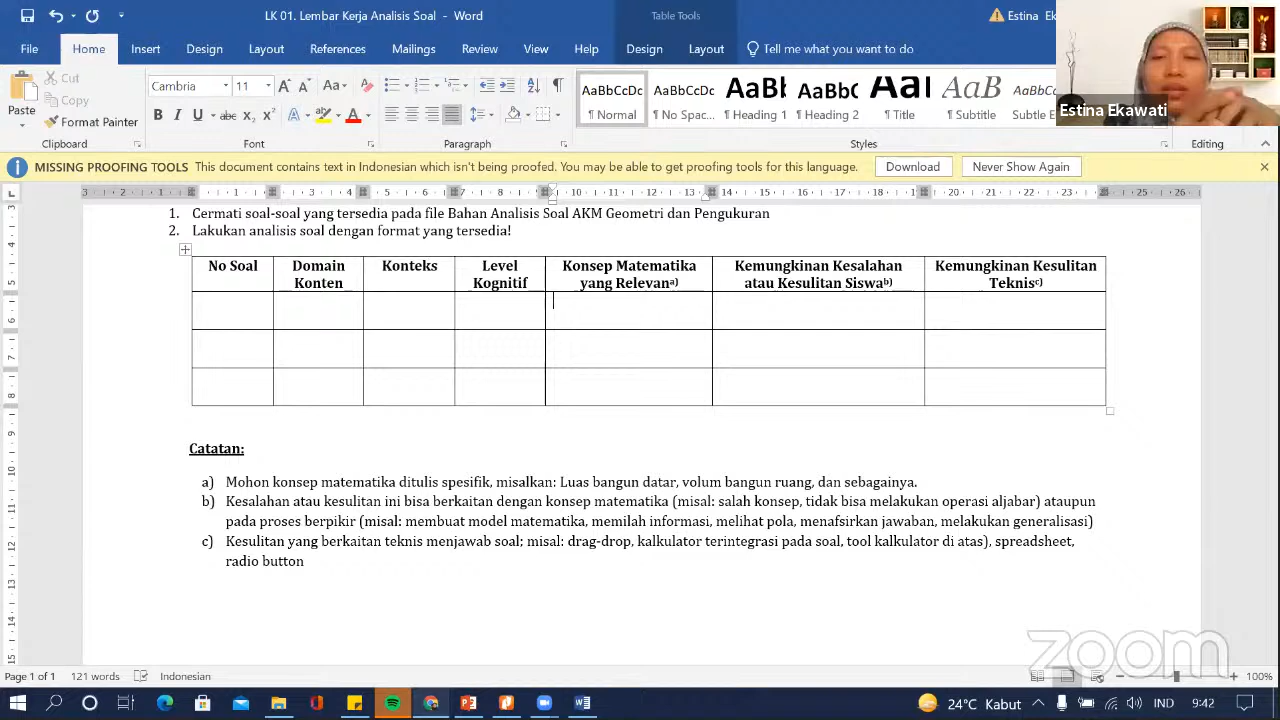 LK 01. Lembar Kerja Analisis Soal - Word
Table Tools
Estina
File Home Insert Design Layout References Mailings Review View Help Design Layout Tell me what you want to do
Paste
Cut
Copy
Format Painter
Cambria 11
AaBbCcDc AaBbCcDc AaBbC AaBbCc AaB AaBbCcD
¶ Normal ¶ No Spac... ¶ Heading 1 ¶ Heading 2 ¶ Title ¶ Subtitle Subtle
Clipboard Font Paragraph Styles Editing
Estina Ekawati
MISSING PROOFING TOOLS This document contains text in Indonesian which isn't being proofed. You may be able to get proofing tools for this language. Download Never Show Again
1. Cermati soal-soal yang tersedia pada file Bahan Analisis Soal AKM Geometri dan Pengukuran
2. Lakukan analisis soal dengan format yang tersedia!
No Soal
Domain
Konten
Konteks
Level
Kognitif
Konsep Matematika
yang Relevan a)
Kemungkinan Kesalahan
atau Kesulitan Siswa b)
Kemungkinan Kesulitan
Teknis c)
Catatan:
a) Mohon konsep matematika ditulis spesifik, misalkan: Luas bangun datar, volum bangun ruang, dan sebagainya.
b) Kesalahan atau kesulitan ini bisa berkaitan dengan konsep matematika (misal: salah konsep, tidak bisa melakukan operasi aljabar) ataupun
pada proses berpikir (misal: membuat model matematika, memilah informasi, melihat pola, menafsirkan jawaban, melakukan generalisasi)
c) Kesulitan yang berkaitan teknis menjawab soal; misal: drag-drop, kalkulator terintegrasi pada soal, tool kalkulator di atas), spreadsheet,
radio button
zoom
Page 1 of 1 121 words Indonesian 100%
24°C Kabut IND 9:42